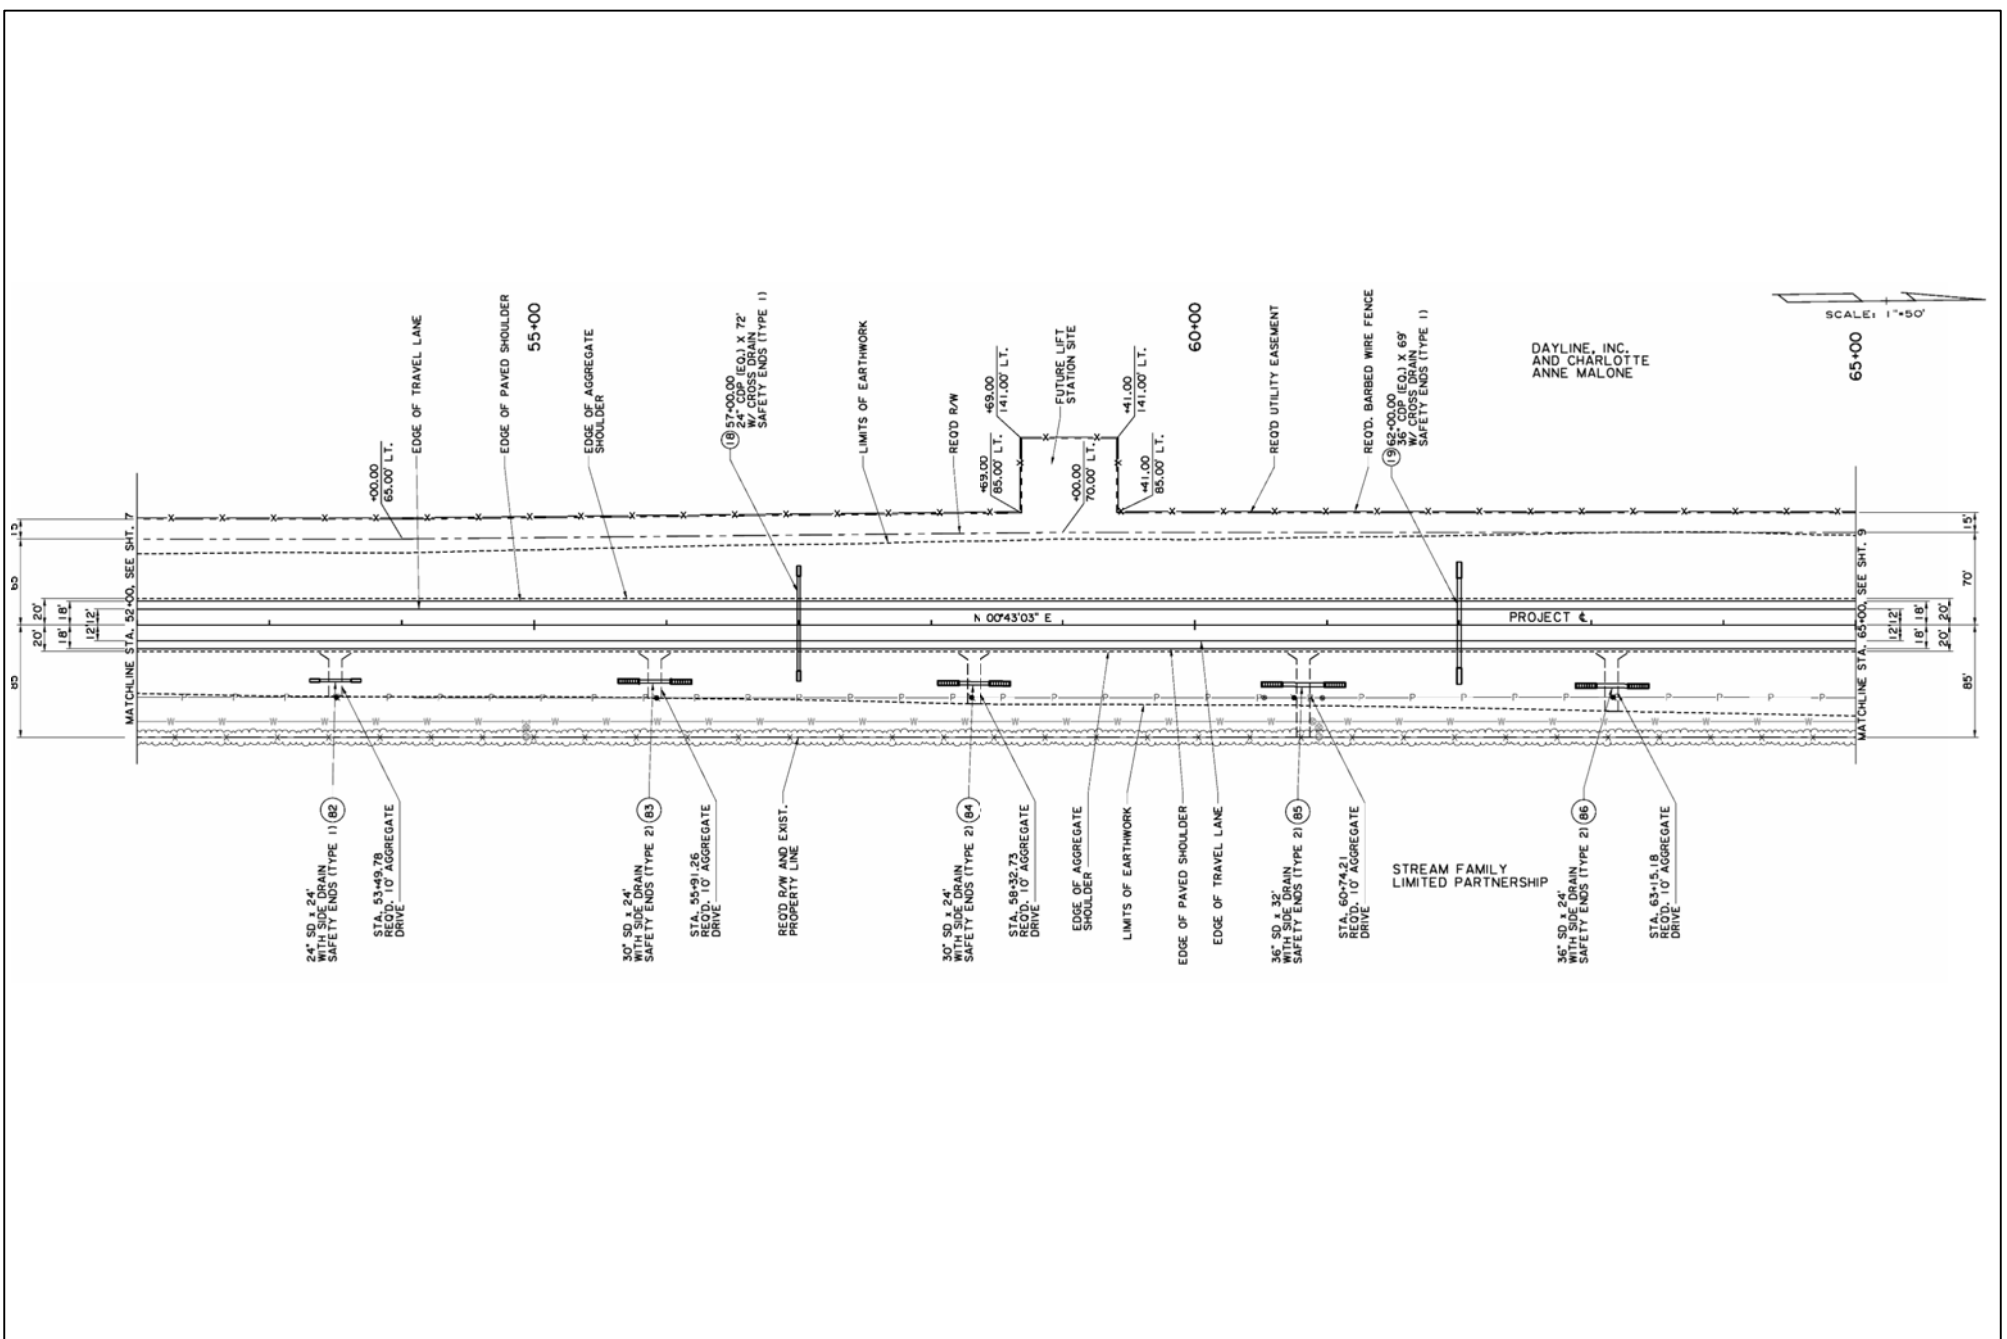 55+00
60+00
65+00
SCALE: 1"=50'
DAYLINE, INC.
AND CHARLOTTE
ANNE MALONE
+00.00
65.00' LT.
EDGE OF TRAVEL LANE
EDGE OF PAVED SHOULDER
EDGE OF AGGREGATE
SHOULDER
18 57+00.00
24" CDP (EQ.) X 72'
W/ CROSS DRAIN
SAFETY ENDS (TYPE 1)
LIMITS OF EARTHWORK
REQ'D R/W
+69.00
85.00' LT.
+69.00
141.00' LT.
FUTURE LIFT
STATION SITE
+00.00
70.00' LT.
+41.00
141.00' LT.
+41.00
85.00' LT.
REQ'D UTILITY EASEMENT
REQ'D. BARBED WIRE FENCE
19 62+00.00
36" CDP (EQ.) X 69'
W/ CROSS DRAIN
SAFETY ENDS (TYPE 1)
MATCHLINE STA. 52+00, SEE SHT. 7
20' 20'
18' 18'
12' 12'
N 00°43'03" E
PROJECT ℄
MATCHLINE STA. 65+00, SEE SHT. 9
12' 12'
18' 18'
20' 20'
15'
70'
85'
24" SD x 24'
WITH SIDE DRAIN
SAFETY ENDS (TYPE 1) 82
STA. 53+49.78
REQ'D. 10' AGGREGATE
DRIVE
30" SD x 24'
WITH SIDE DRAIN
SAFETY ENDS (TYPE 2) 83
STA. 55+91.26
REQ'D. 10' AGGREGATE
DRIVE
REQ'D R/W AND EXIST.
PROPERTY LINE
30" SD x 24'
WITH SIDE DRAIN
SAFETY ENDS (TYPE 2) 84
STA. 58+32.73
REQ'D. 10' AGGREGATE
DRIVE
EDGE OF AGGREGATE
SHOULDER
LIMITS OF EARTHWORK
EDGE OF PAVED SHOULDER
EDGE OF TRAVEL LANE
36" SD x 32'
WITH SIDE DRAIN
SAFETY ENDS (TYPE 2) 85
STA. 60+74.21
REQ'D. 10' AGGREGATE
DRIVE
STREAM FAMILY
LIMITED PARTNERSHIP
36" SD x 24'
WITH SIDE DRAIN
SAFETY ENDS (TYPE 2) 86
STA. 63+15.18
REQ'D. 10' AGGREGATE
DRIVE